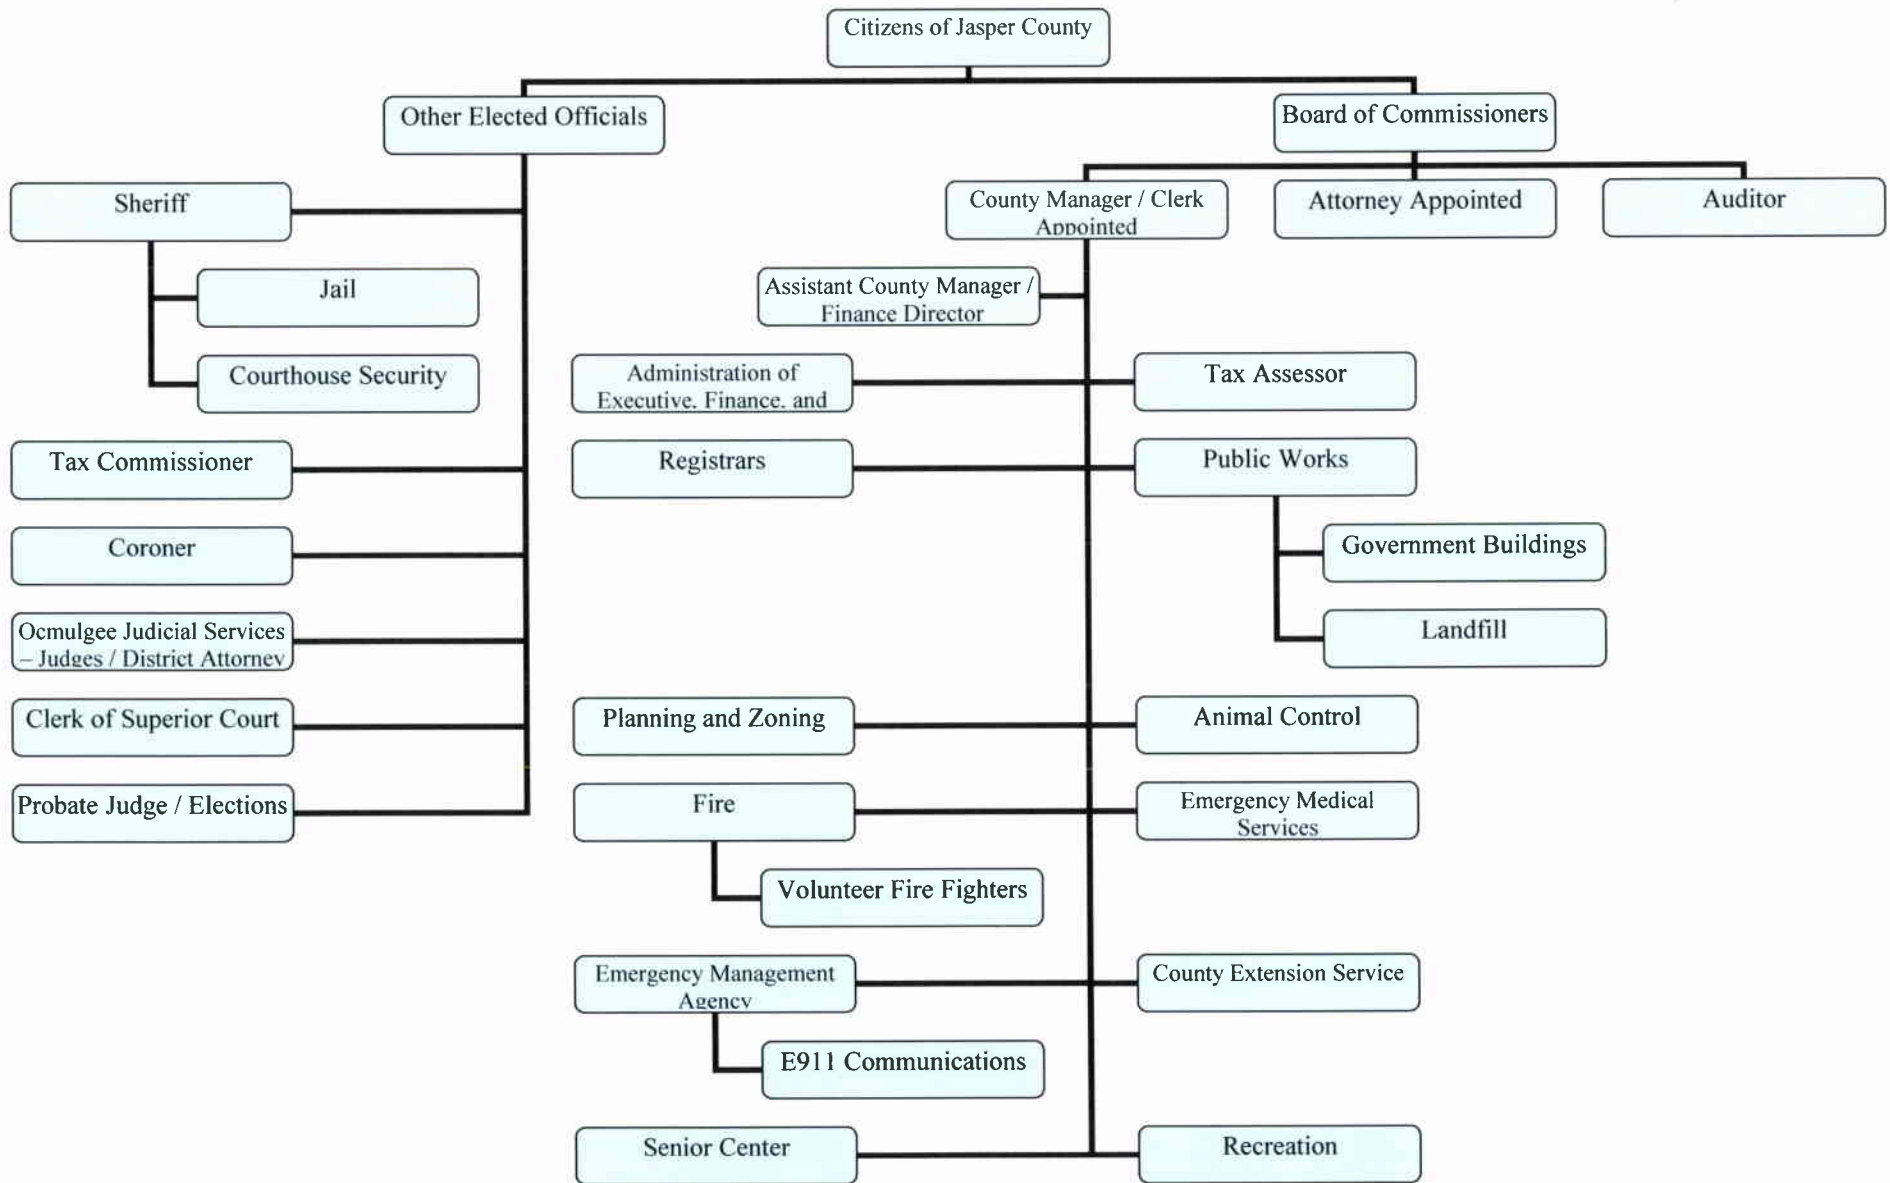 Citizens of Jasper County
Other Elected Officials
Board of Commissioners
Sheriff
County Manager / Clerk
Appointed
Attorney Appointed
Auditor
Jail
Assistant County Manager /
Finance Director
Courthouse Security
Administration of
Executive, Finance, and
Tax Assessor
Tax Commissioner
Registrars
Public Works
Coroner
Government Buildings
Ocmulgee Judicial Services
– Judges / District Attorney
Landfill
Clerk of Superior Court
Planning and Zoning
Animal Control
Probate Judge / Elections
Fire
Emergency Medical
Services
Volunteer Fire Fighters
Emergency Management
Agency
County Extension Service
E911 Communications
Senior Center
Recreation